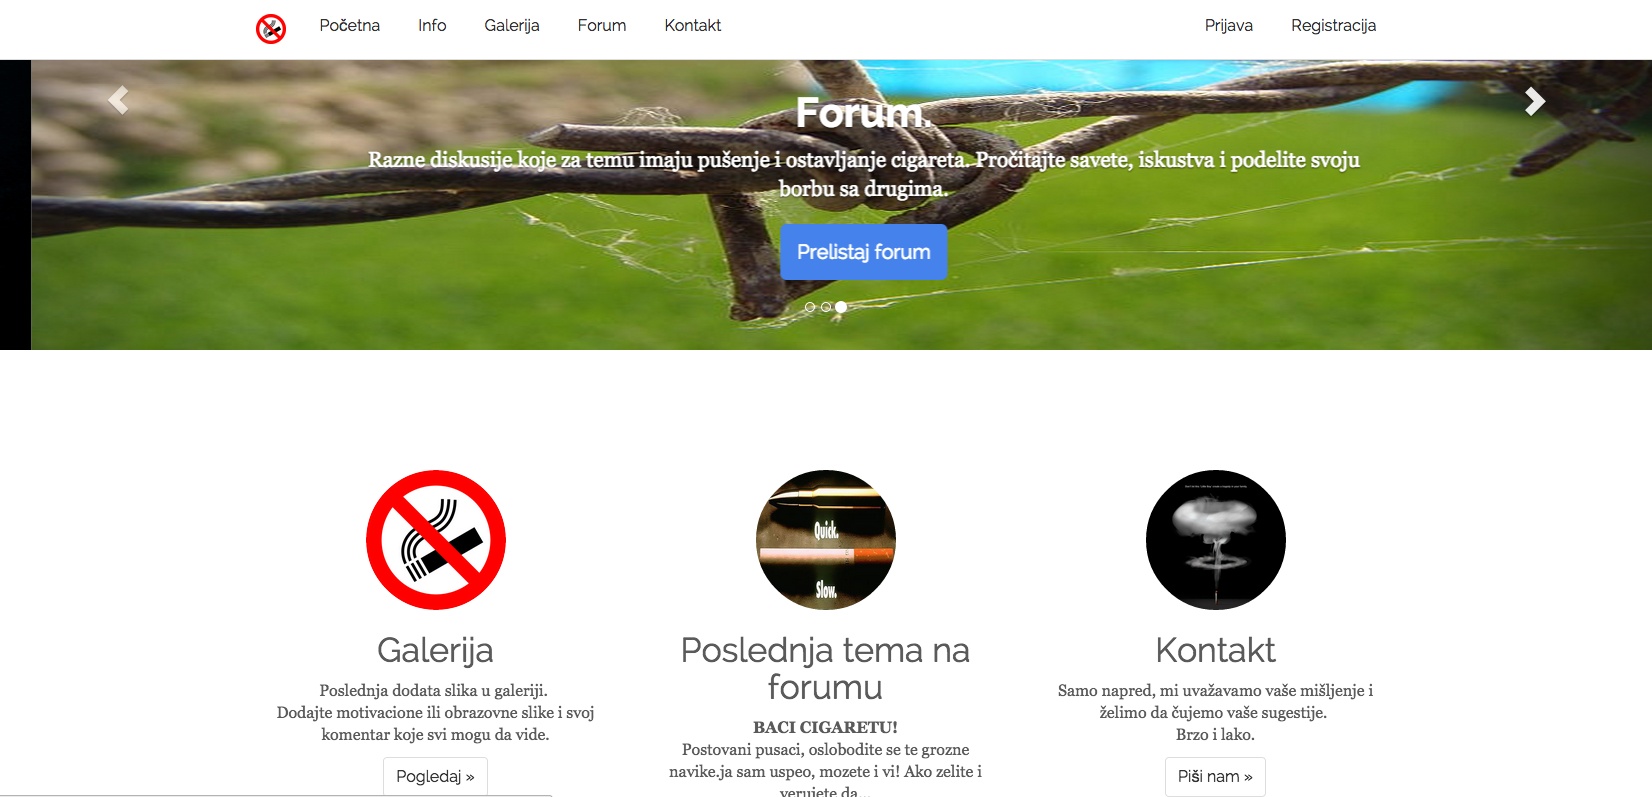 Početna Info Galerija Forum Kontakt Prijava Registracija
Forum.
Razne diskusije koje za temu imaju pušenje i ostavljanje cigareta. Pročitajte savete, iskustva i podelite svoju
borbu sa drugima.
Prelistaj forum
Quick.
Slow.
Galerija
Poslednja dodata slika u galeriji.
Dodajte motivacione ili obrazovne slike i svoj
komentar koje svi mogu da vide.
Pogledaj »
Poslednja tema na
forumu
BACI CIGARETU!
Postovani pusaci, oslobodite se te grozne
navike.ja sam uspeo, mozete i vi! Ako zelite i
verujete da...
Kontakt
Samo napred, mi uvažavamo vaše mišljenje i
želimo da čujemo vaše sugestije.
Brzo i lako.
Piši nam »